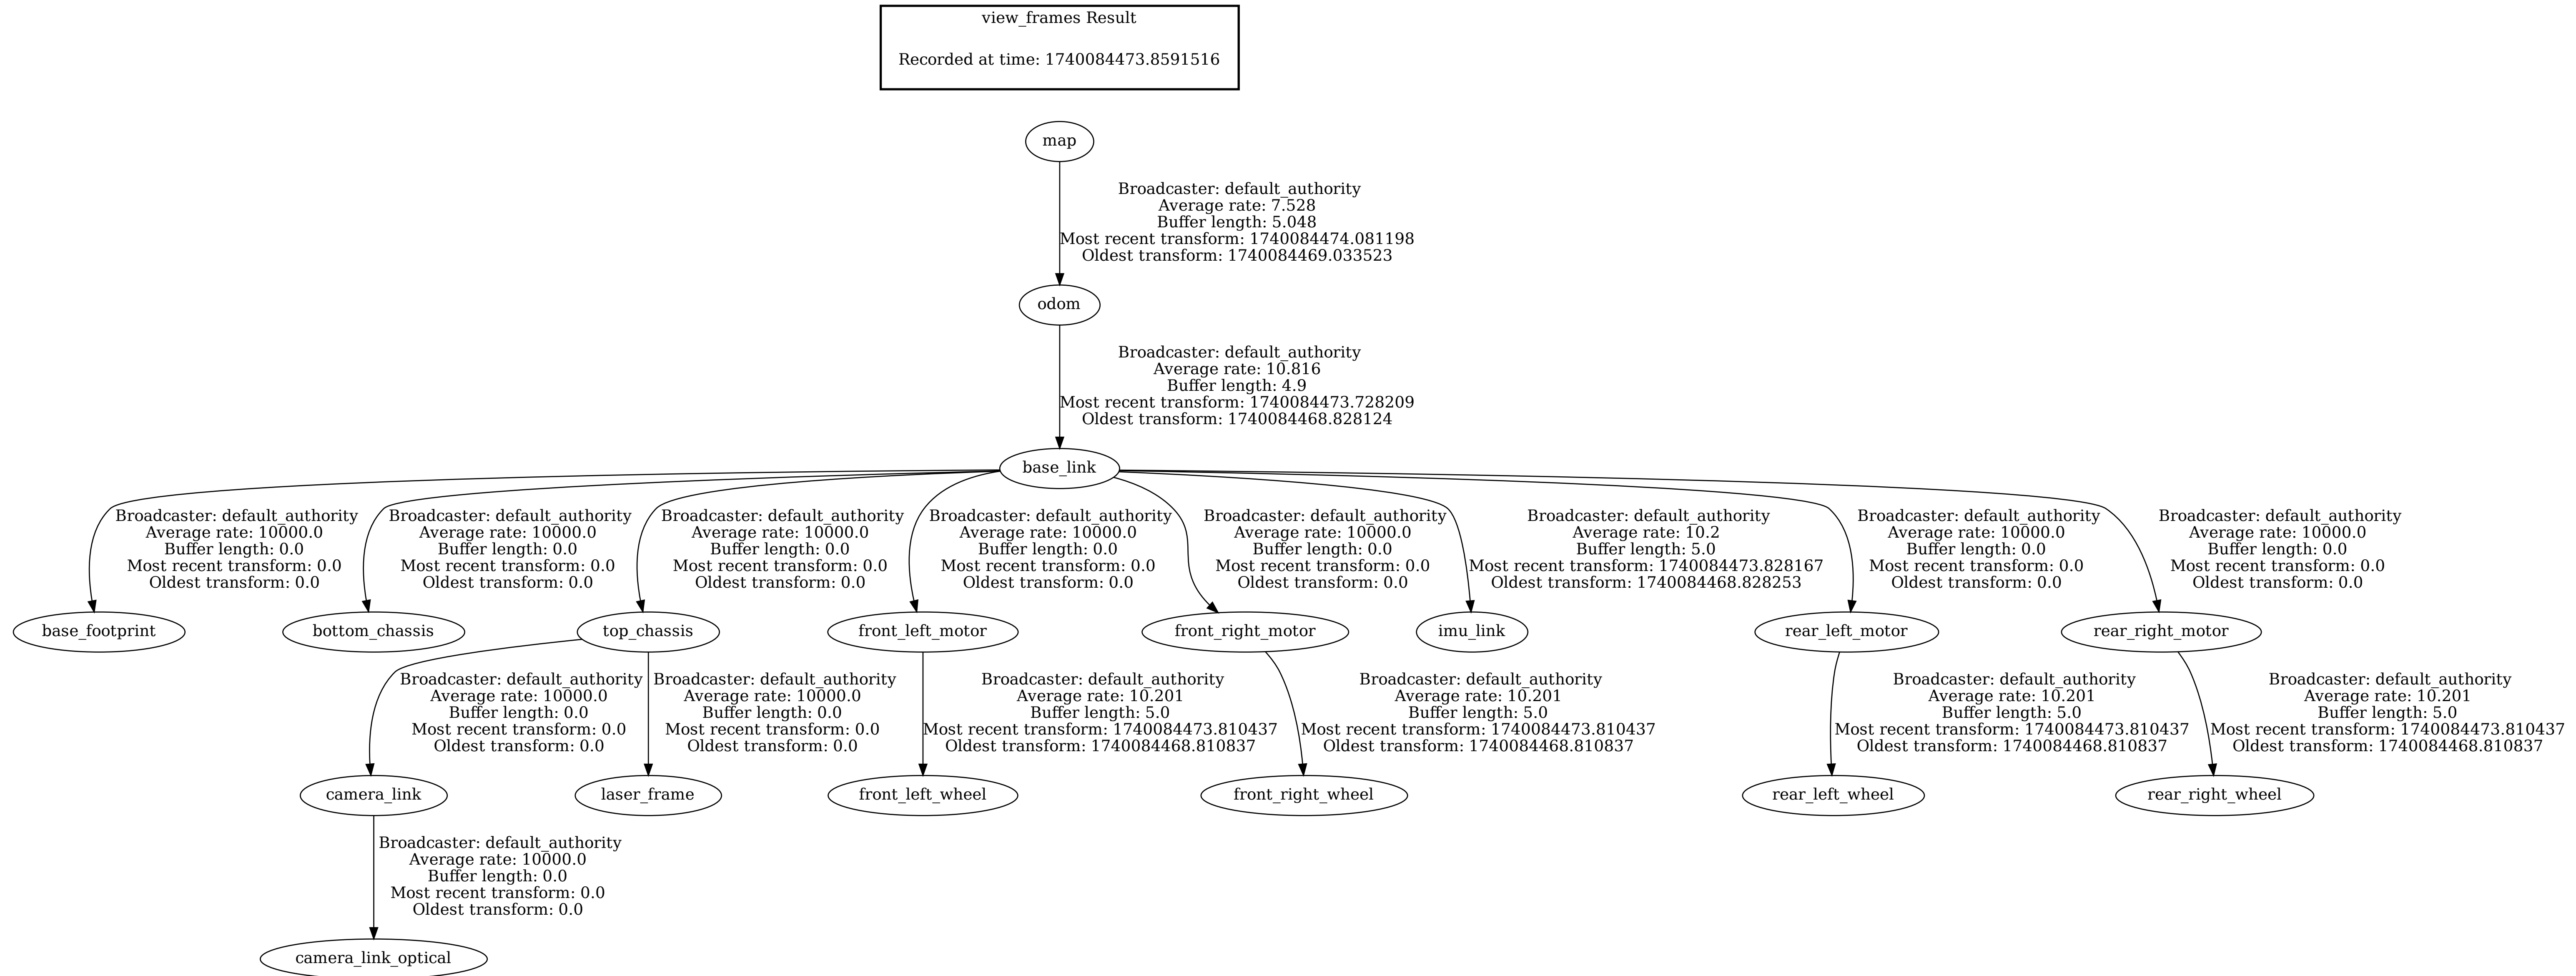 view_frames Result
Recorded at time: 1740084473.8591516
map
Broadcaster: default_authority
Average rate: 7.528
Buffer length: 5.048
Most recent transform: 1740084474.081198
Oldest transform: 1740084469.033523
odom
Broadcaster: default_authority
Average rate: 10.816
Buffer length: 4.9
Most recent transform: 1740084473.728209
Oldest transform: 1740084468.828124
base_link
Broadcaster: default_authority
Average rate: 10000.0
Buffer length: 0.0
Most recent transform: 0.0
Oldest transform: 0.0
Broadcaster: default_authority
Average rate: 10000.0
Buffer length: 0.0
Most recent transform: 0.0
Oldest transform: 0.0
Broadcaster: default_authority
Average rate: 10000.0
Buffer length: 0.0
Most recent transform: 0.0
Oldest transform: 0.0
Broadcaster: default_authority
Average rate: 10000.0
Buffer length: 0.0
Most recent transform: 0.0
Oldest transform: 0.0
Broadcaster: default_authority
Average rate: 10000.0
Buffer length: 0.0
Most recent transform: 0.0
Oldest transform: 0.0
Broadcaster: default_authority
Average rate: 10.2
Buffer length: 5.0
Most recent transform: 1740084473.828167
Oldest transform: 1740084468.828253
Broadcaster: default_authority
Average rate: 10000.0
Buffer length: 0.0
Most recent transform: 0.0
Oldest transform: 0.0
Broadcaster: default_authority
Average rate: 10000.0
Buffer length: 0.0
Most recent transform: 0.0
Oldest transform: 0.0
base_footprint
bottom_chassis
top_chassis
front_left_motor
front_right_motor
imu_link
rear_left_motor
rear_right_motor
Broadcaster: default_authority
Average rate: 10000.0
Buffer length: 0.0
Most recent transform: 0.0
Oldest transform: 0.0
Broadcaster: default_authority
Average rate: 10000.0
Buffer length: 0.0
Most recent transform: 0.0
Oldest transform: 0.0
Broadcaster: default_authority
Average rate: 10.201
Buffer length: 5.0
Most recent transform: 1740084473.810437
Oldest transform: 1740084468.810837
Broadcaster: default_authority
Average rate: 10.201
Buffer length: 5.0
Most recent transform: 1740084473.810437
Oldest transform: 1740084468.810837
Broadcaster: default_authority
Average rate: 10.201
Buffer length: 5.0
Most recent transform: 1740084473.810437
Oldest transform: 1740084468.810837
Broadcaster: default_authority
Average rate: 10.201
Buffer length: 5.0
Most recent transform: 1740084473.810437
Oldest transform: 1740084468.810837
camera_link
laser_frame
front_left_wheel
front_right_wheel
rear_left_wheel
rear_right_wheel
Broadcaster: default_authority
Average rate: 10000.0
Buffer length: 0.0
Most recent transform: 0.0
Oldest transform: 0.0
camera_link_optical